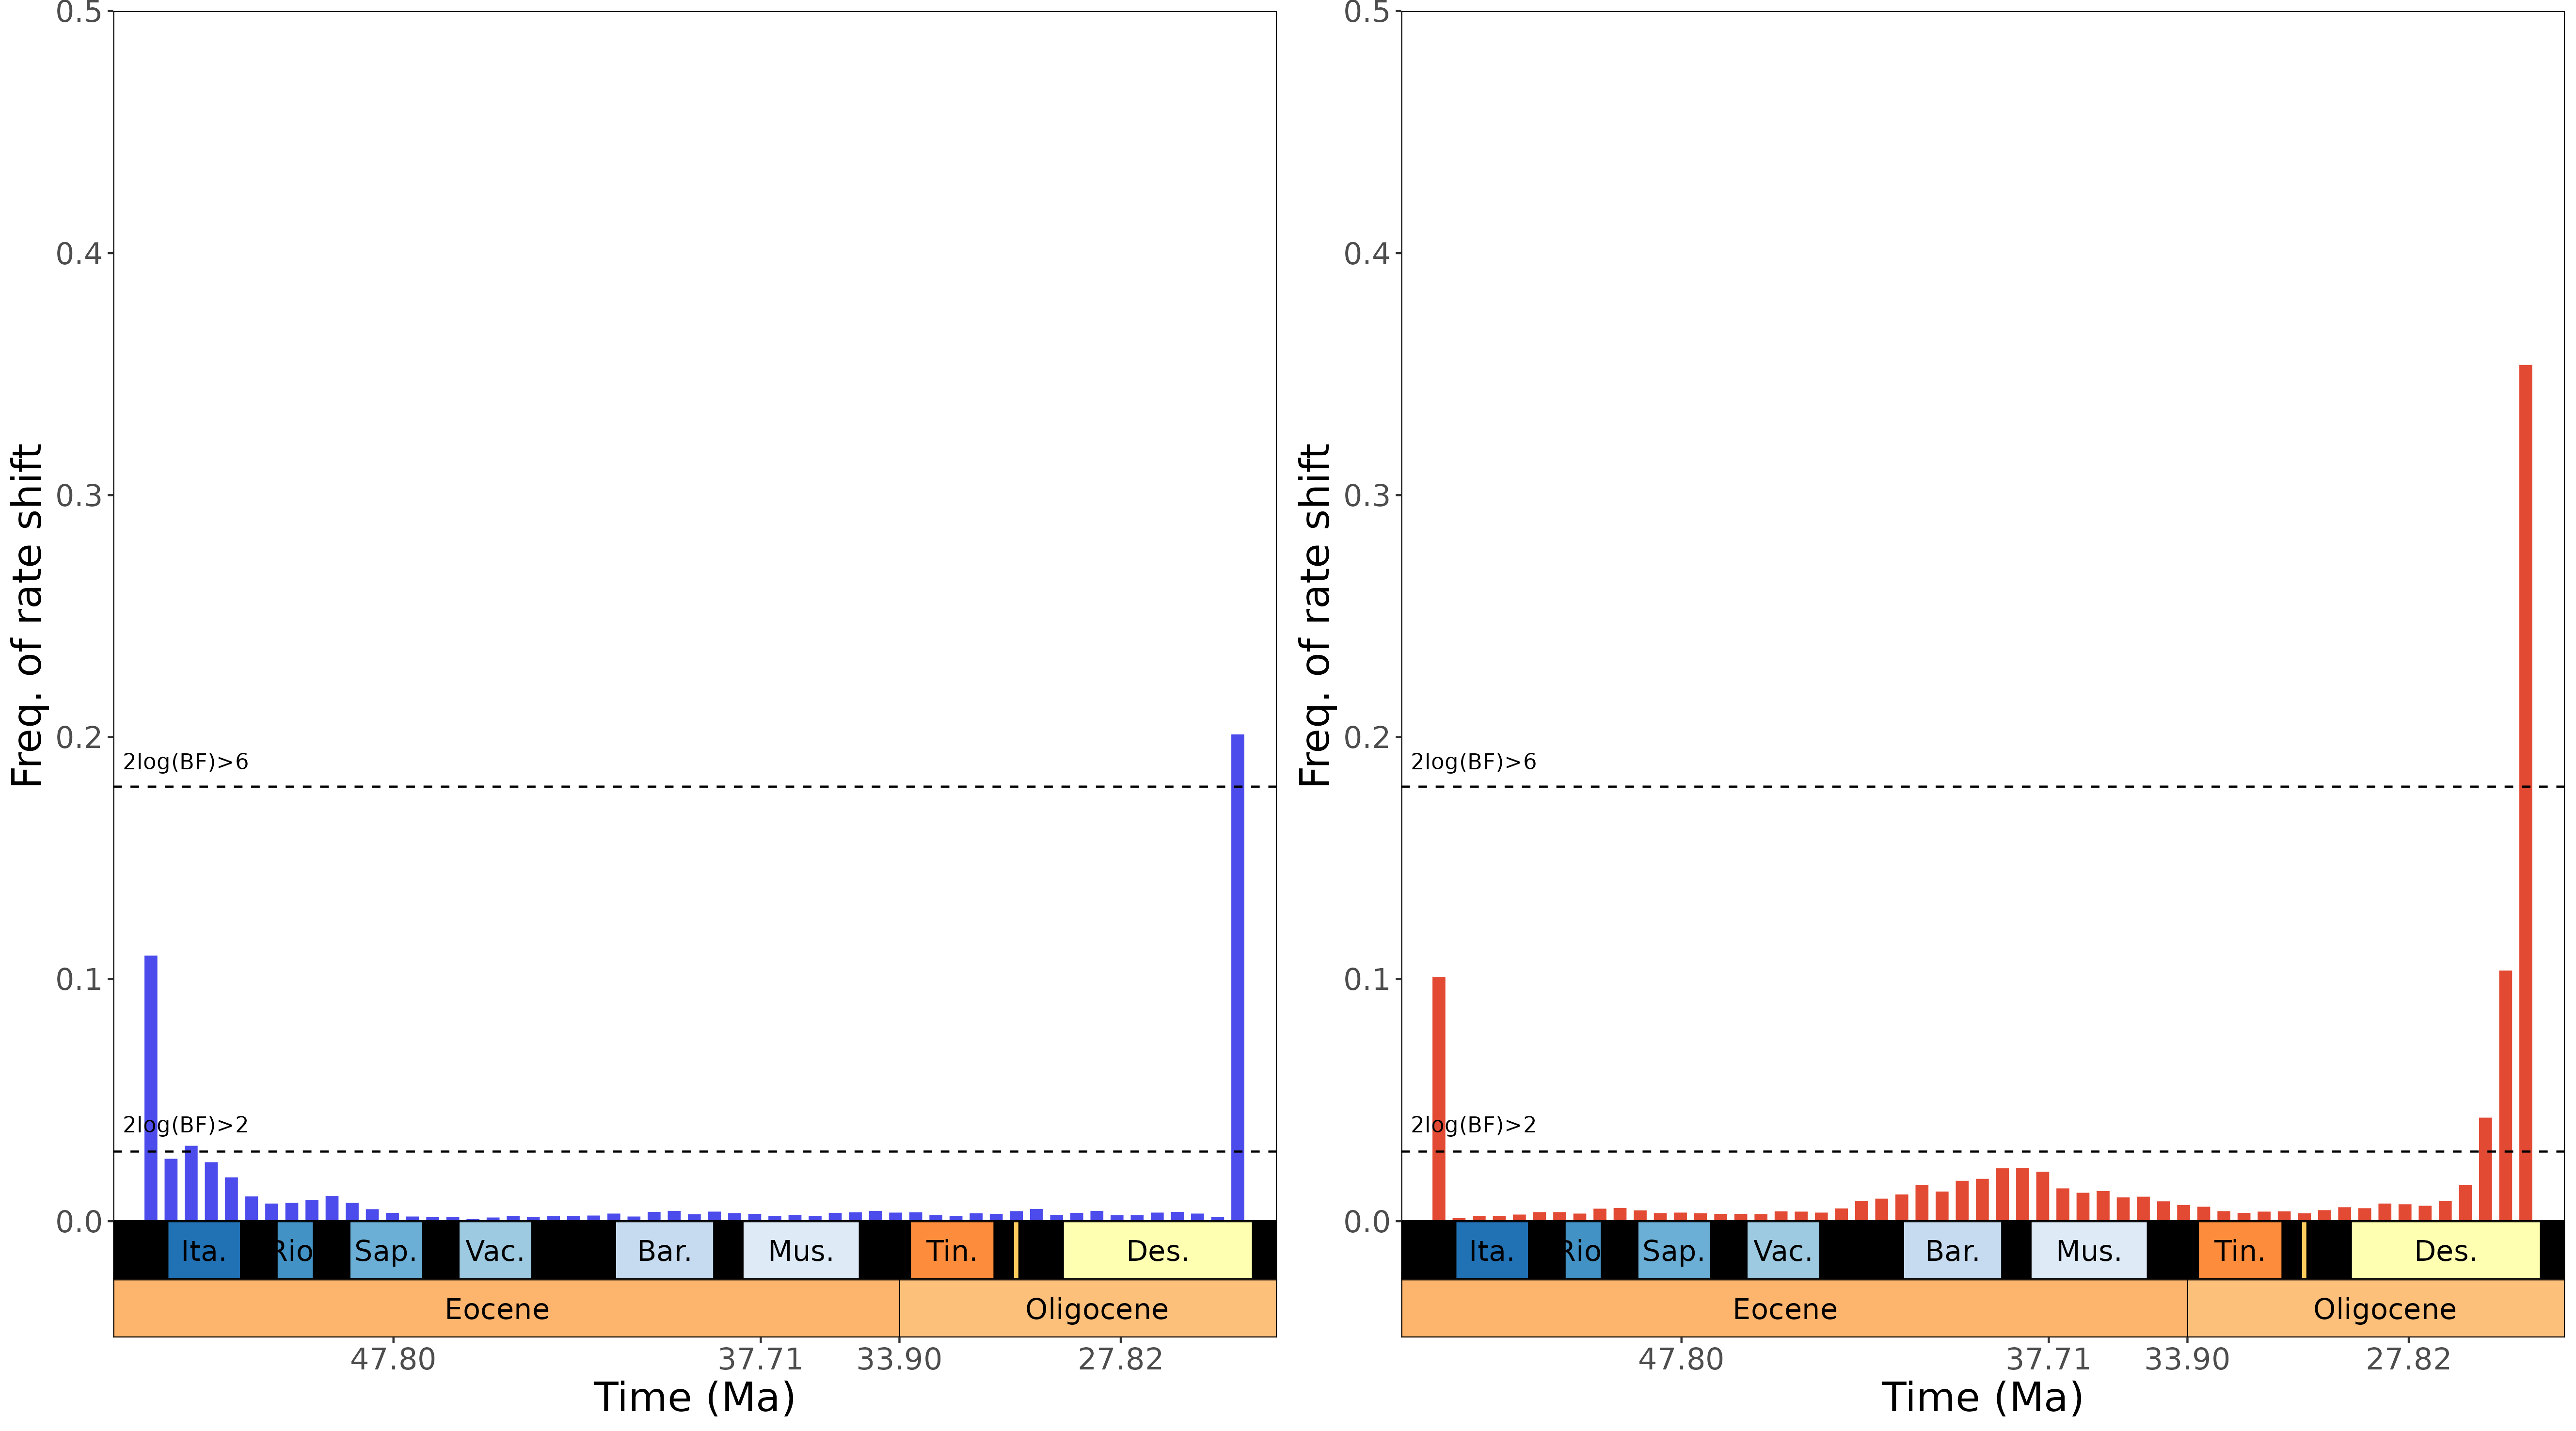 Freq. of rate shift
0.5
0.4
0.3
0.2
0.1
0.0
2log(BF)>6
2log(BF)>2
Ita. Rio Sap. Vac. Bar. Mus. Tin. Des.
Eocene Oligocene
47.80 37.71 33.90 27.82
Time (Ma)
Freq. of rate shift
0.5
0.4
0.3
0.2
0.1
0.0
2log(BF)>6
2log(BF)>2
Ita. Rio Sap. Vac. Bar. Mus. Tin. Des.
Eocene Oligocene
47.80 37.71 33.90 27.82
Time (Ma)